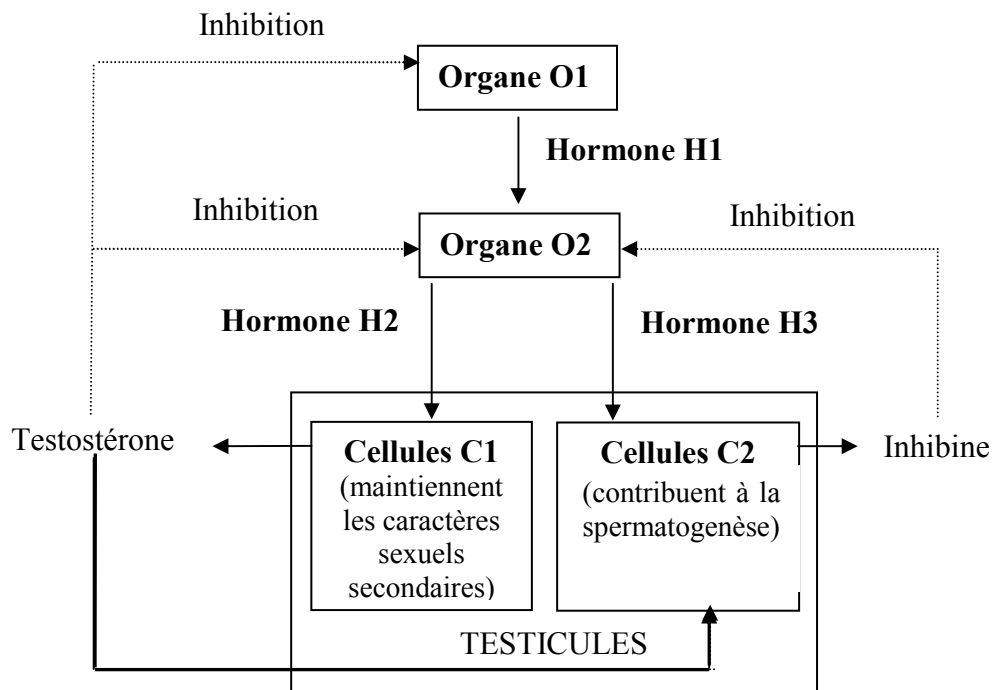 Inhibition
Organe O1
Hormone H1
Inhibition
Inhibition
Organe O2
Hormone H2
Hormone H3
Testostérone
Cellules C1
(maintiennent
les caractères
sexuels
secondaires)
Cellules C2
(contribuent à la
spermatogenèse)
Inhibine
TESTICULES